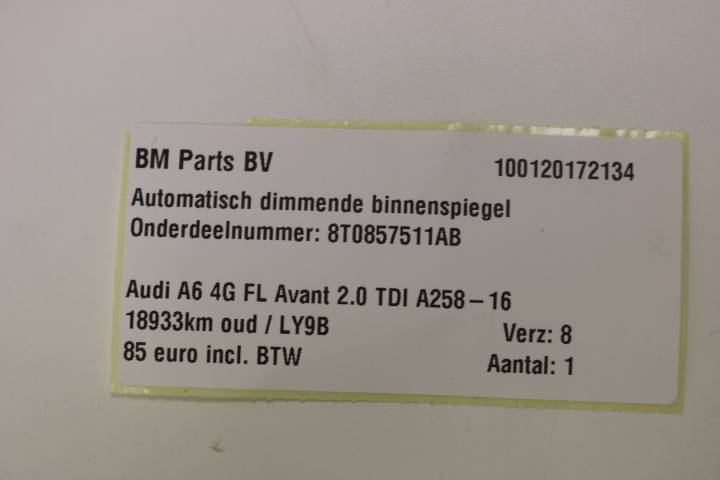 BM Parts BV 100120172134
Automatisch dimmende binnenspiegel
Onderdeelnummer: 8T0857511AB
Audi A6 4G FL Avant 2.0 TDI A258-16
18933km oud / LY9B Verz: 8
85 euro incl. BTW Aantal: 1